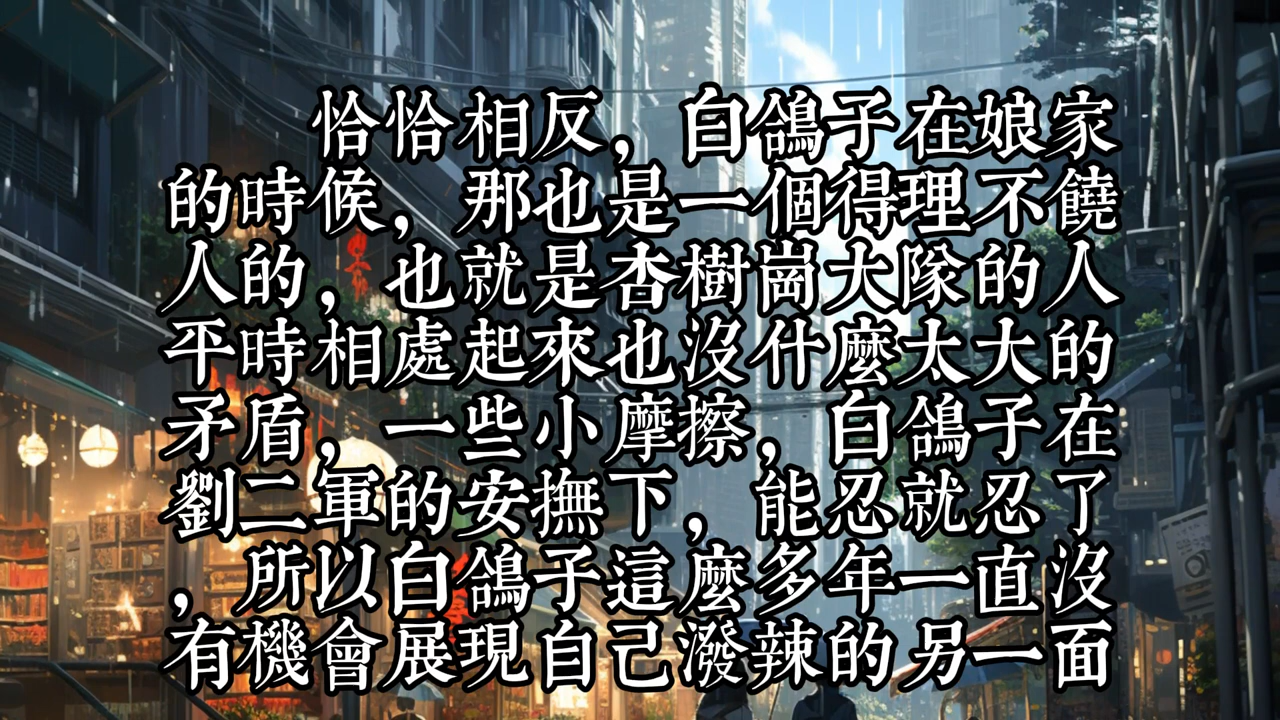 恰恰相反，白鴿子在娘家
的時候，那也是一個得理不饒
人的，也就是杏樹崗大隊的人
平時相處起來也沒什麼太大的
矛盾，一些小摩擦，白鴿子在
劉二軍的安撫下，能忍就忍了
，所以白鴿子這麼多年一直沒
有機會展現自己潑辣的另一面